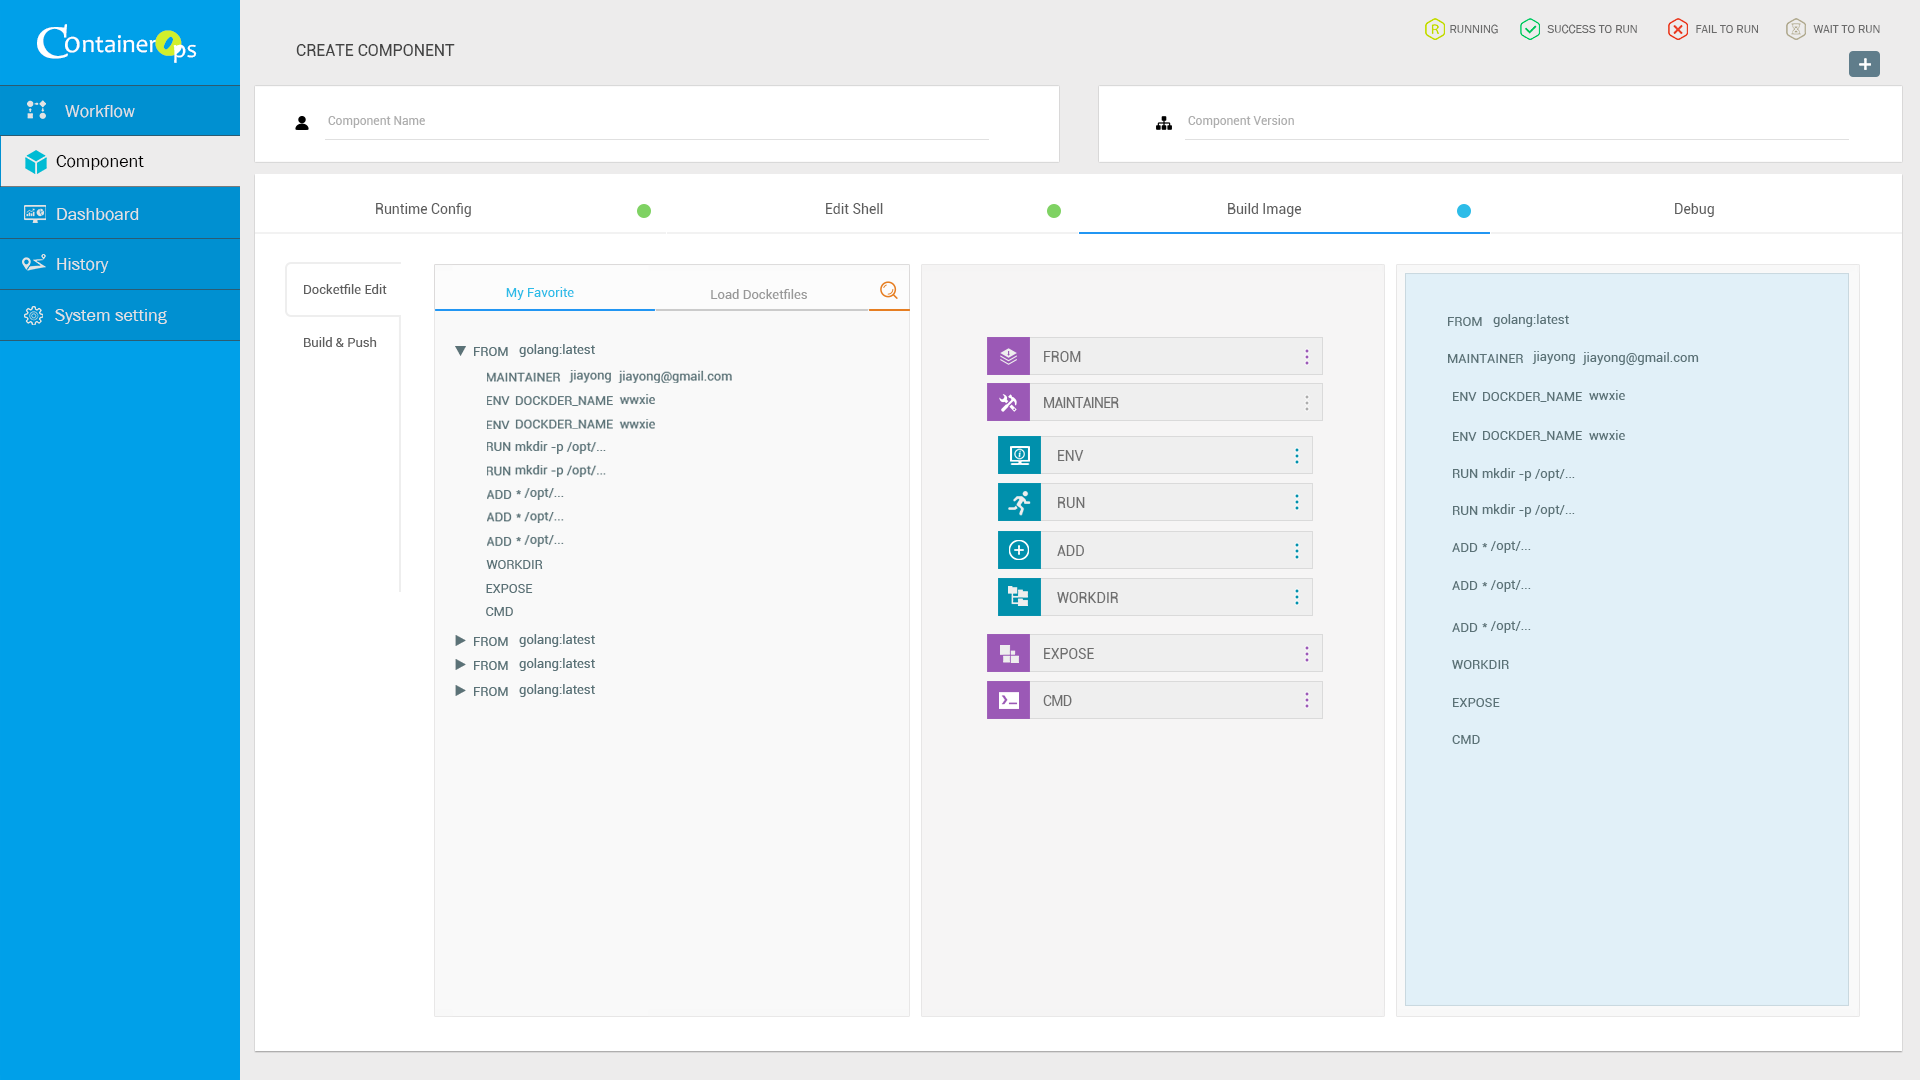 ContainerOps
Workflow
Component
Dashboard
History
System setting
CREATE COMPONENT
R RUNNING
SUCCESS TO RUN
FAIL TO RUN
WAIT TO RUN
Component Name
Component Version
Runtime Config
Edit Shell
Build Image
Debug
Docketfile Edit
Build & Push
My Favorite
Load Docketfiles
FROM golang:latest
MAINTAINER jiayong jiayong@gmail.com
ENV DOCKDER_NAME wwxie
ENV DOCKDER_NAME wwxie
RUN mkdir -p /opt/...
RUN mkdir -p /opt/...
ADD * /opt/...
ADD * /opt/...
ADD * /opt/...
WORKDIR
EXPOSE
CMD
FROM golang:latest
FROM golang:latest
FROM golang:latest
FROM
MAINTAINER
ENV
RUN
ADD
WORKDIR
EXPOSE
CMD
FROM golang:latest
MAINTAINER jiayong jiayong@gmail.com
ENV DOCKDER_NAME wwxie
ENV DOCKDER_NAME wwxie
RUN mkdir -p /opt/...
RUN mkdir -p /opt/...
ADD * /opt/...
ADD * /opt/...
ADD * /opt/...
WORKDIR
EXPOSE
CMD